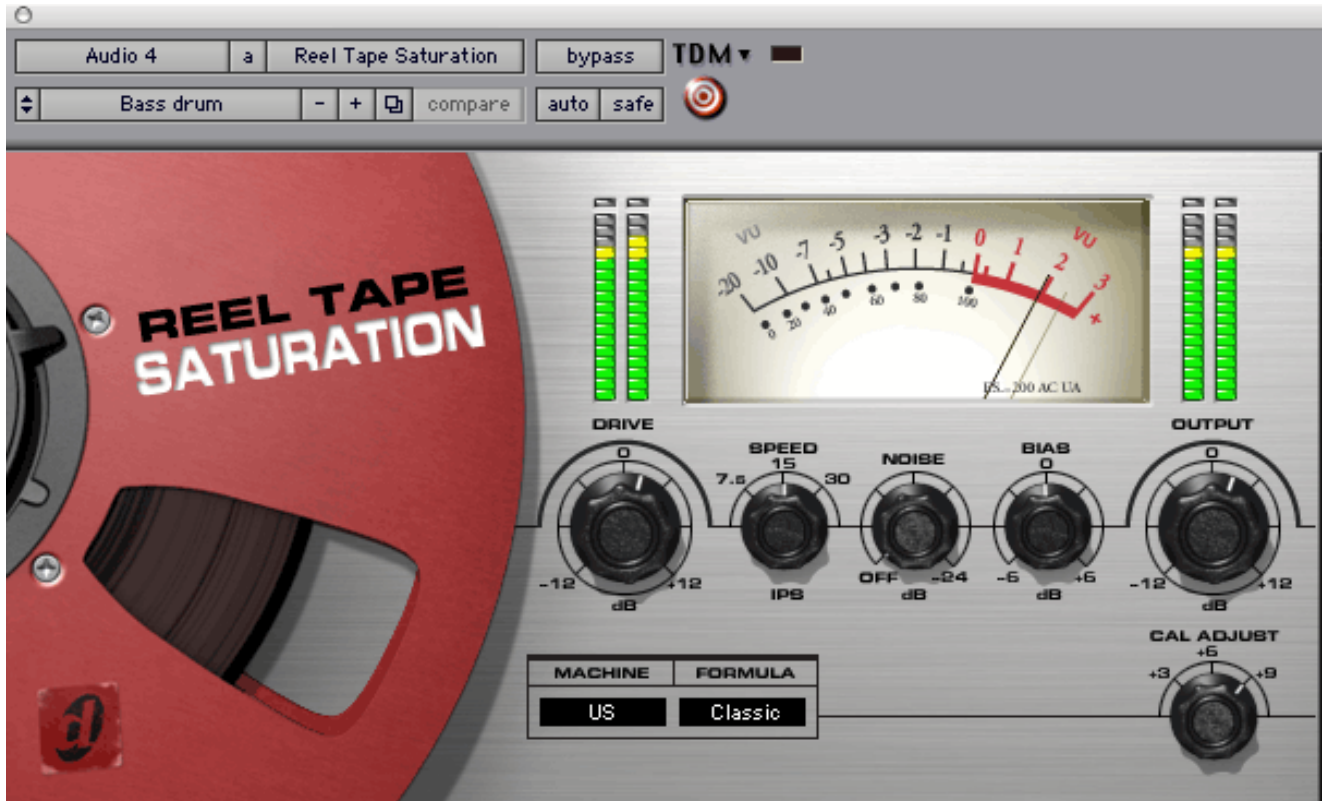 Audio 4 a Reel Tape Saturation bypass TDM
Bass drum - + compare auto safe
REEL TAPE
SATURATION
VU -20 -10 -7 -5 -3 -2 -1 0 1 2 3 VU
0 20 40 60 80 100 +
F.S.=200 AC UA
DRIVE
0
-12 +12
dB
SPEED
7.5 15 30
IPS
NOISE
OFF -24
dB
BIAS
0
-6 +6
dB
OUTPUT
0
-12 +12
dB
CAL ADJUST
+3 +6 +9
MACHINE FORMULA
US Classic